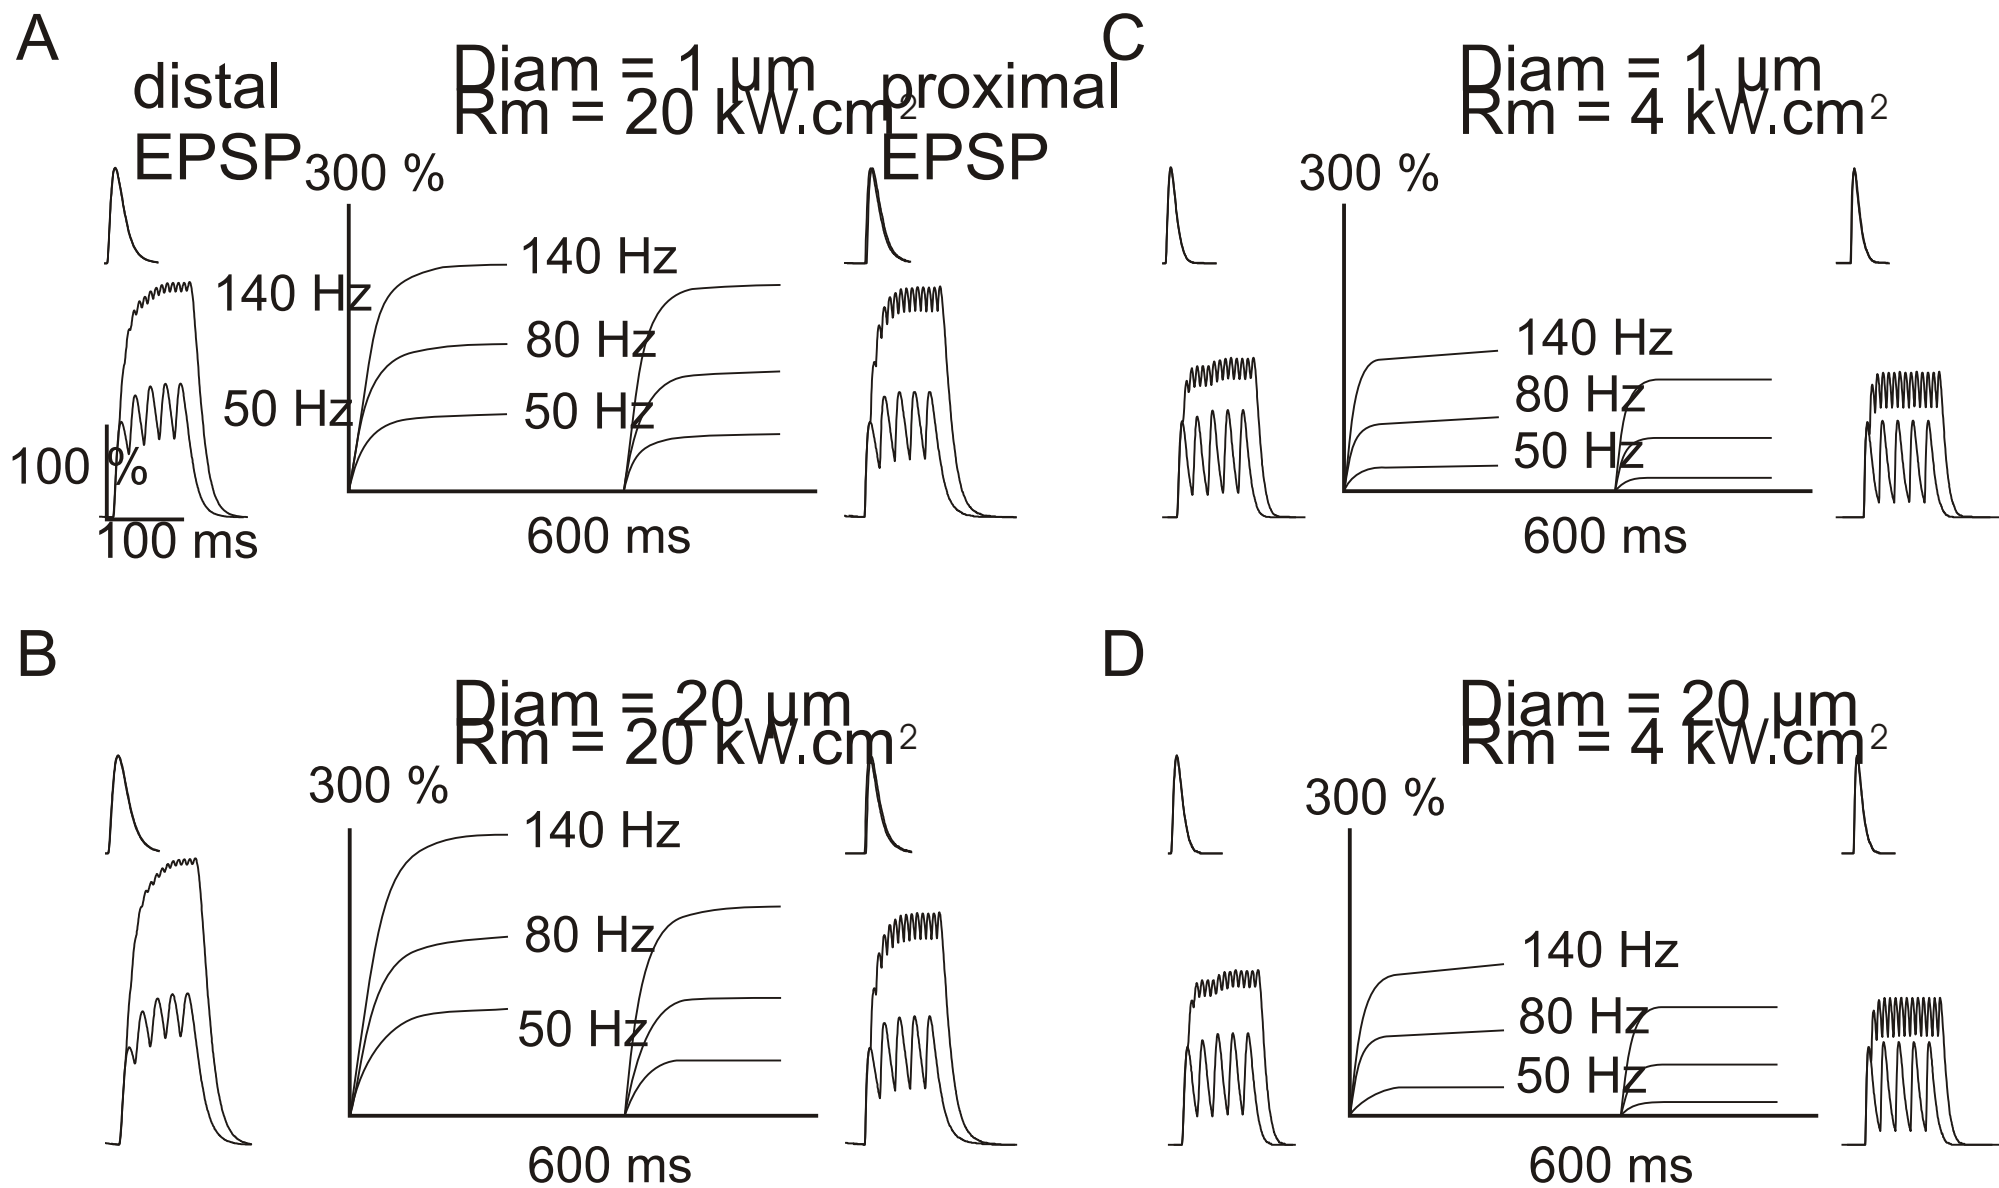 A
distal
EPSP
Diam = 1 µm
Rm = 20 kW.cm2
proximal
EPSP
300 %
140 Hz
80 Hz
50 Hz
140 Hz
50 Hz
100 %
100 ms
600 ms
C
Diam = 1 µm
Rm = 4 kW.cm2
300 %
140 Hz
80 Hz
50 Hz
600 ms
B
Diam = 20 µm
Rm = 20 kW.cm2
300 %
140 Hz
80 Hz
50 Hz
600 ms
D
Diam = 20 µm
Rm = 4 kW.cm2
300 %
140 Hz
80 Hz
50 Hz
600 ms